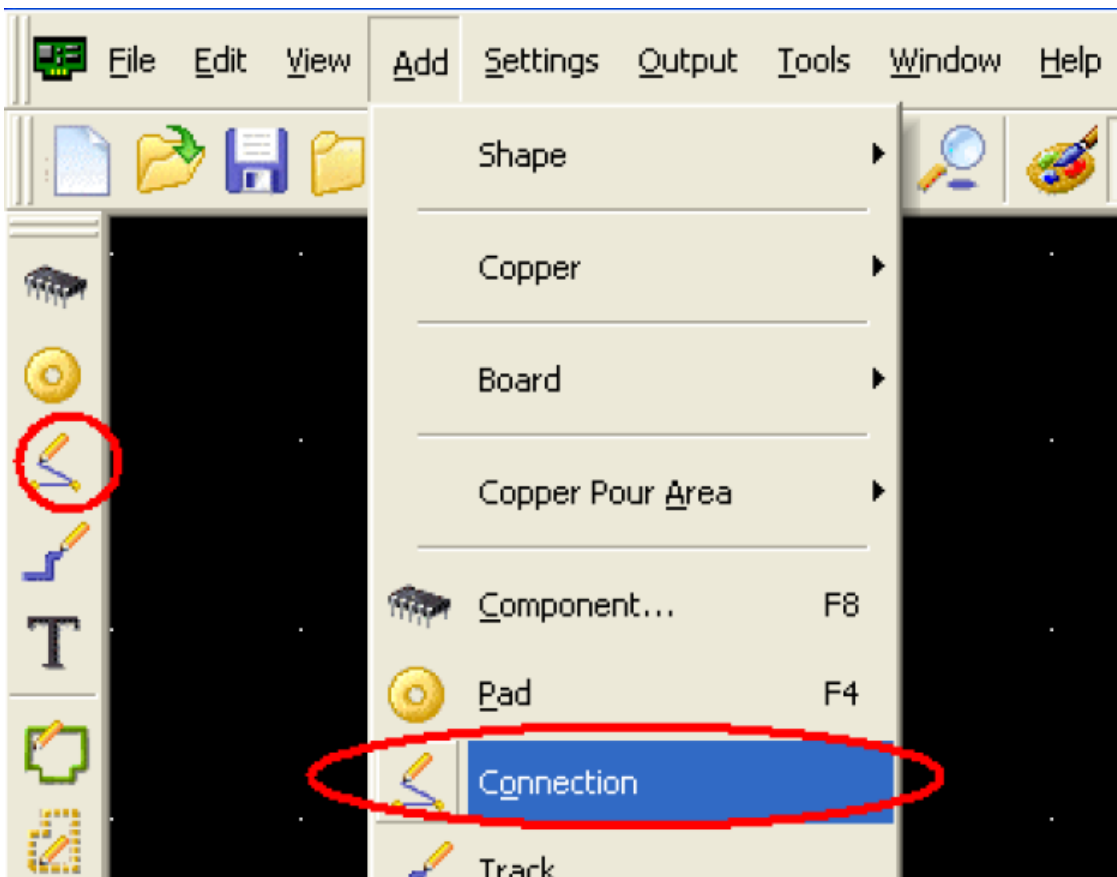 File Edit View Add Settings Output Tools Window Help
Shape
Copper
Board
Copper Pour Area
Component... F8
Pad F4
Connection
T
Track